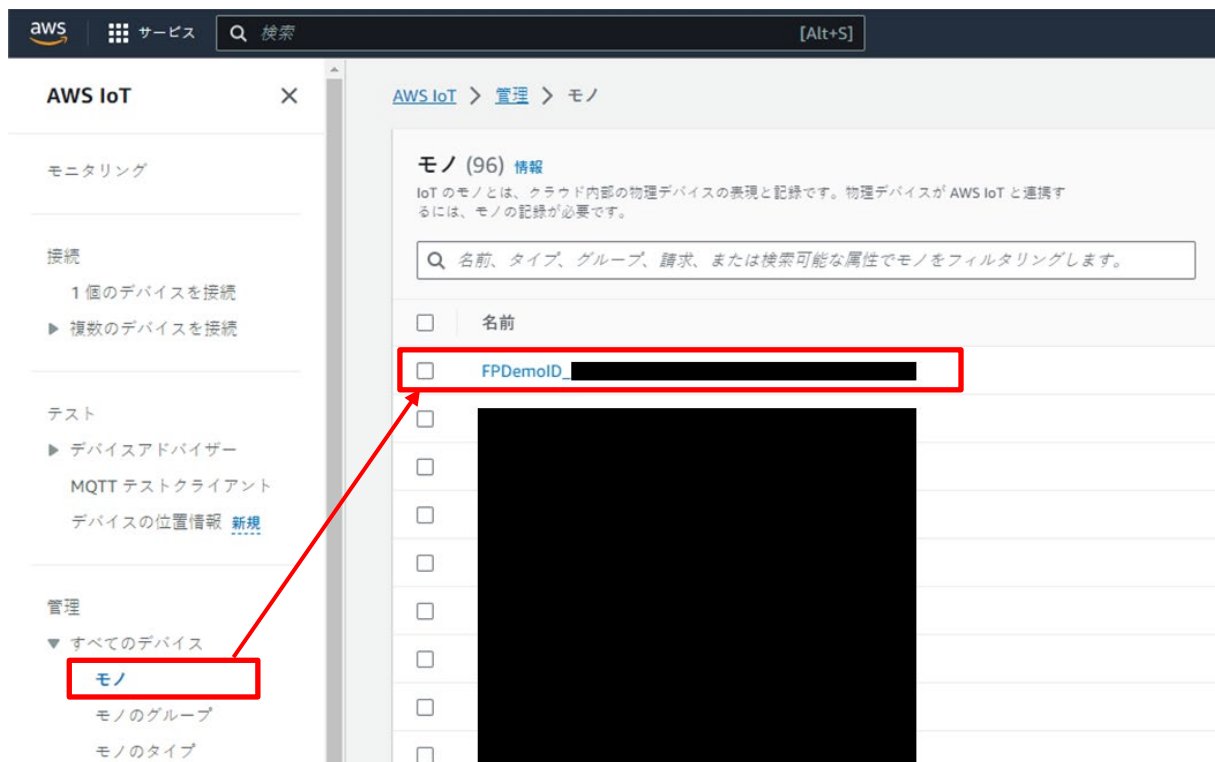 aws サービス 検索 [Alt+S]
AWS IoT
モニタリング
接続
1 個のデバイスを接続
複数のデバイスを接続
テスト
デバイスアドバイザー
MQTT テストクライアント
デバイスの位置情報 新規
管理
すべてのデバイス
モノ
モノのグループ
モノのタイプ
AWS IoT > 管理 > モノ
モノ (96) 情報
IoT のモノとは、クラウド内部の物理デバイスの表現と記録です。物理デバイスが AWS IoT と連携す
るには、モノの記録が必要です。
名前、タイプ、グループ、請求、または検索可能な属性でモノをフィルタリングします。
名前
FPDemoID_